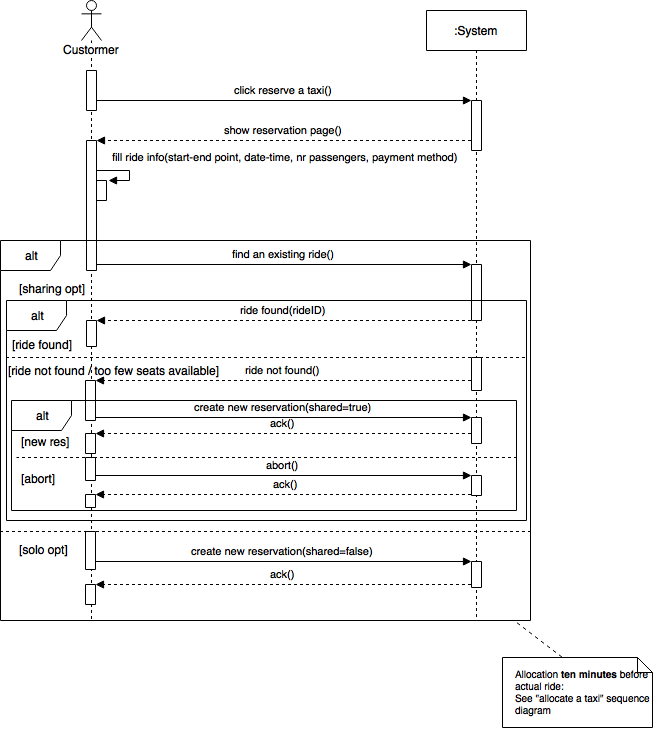 Custormer
:System
click reserve a taxi()
show reservation page()
fill ride info(start-end point, date-time, nr passengers, payment method)
alt
find an existing ride()
[sharing opt]
alt
ride found(rideID)
[ride found]
[ride not found / too few seats available]
ride not found()
alt
create new reservation(shared=true)
ack()
[new res]
abort()
[abort]
ack()
[solo opt]
create new reservation(shared=false)
ack()
Allocation ten minutes before
actual ride:
See "allocate a taxi" sequence
diagram